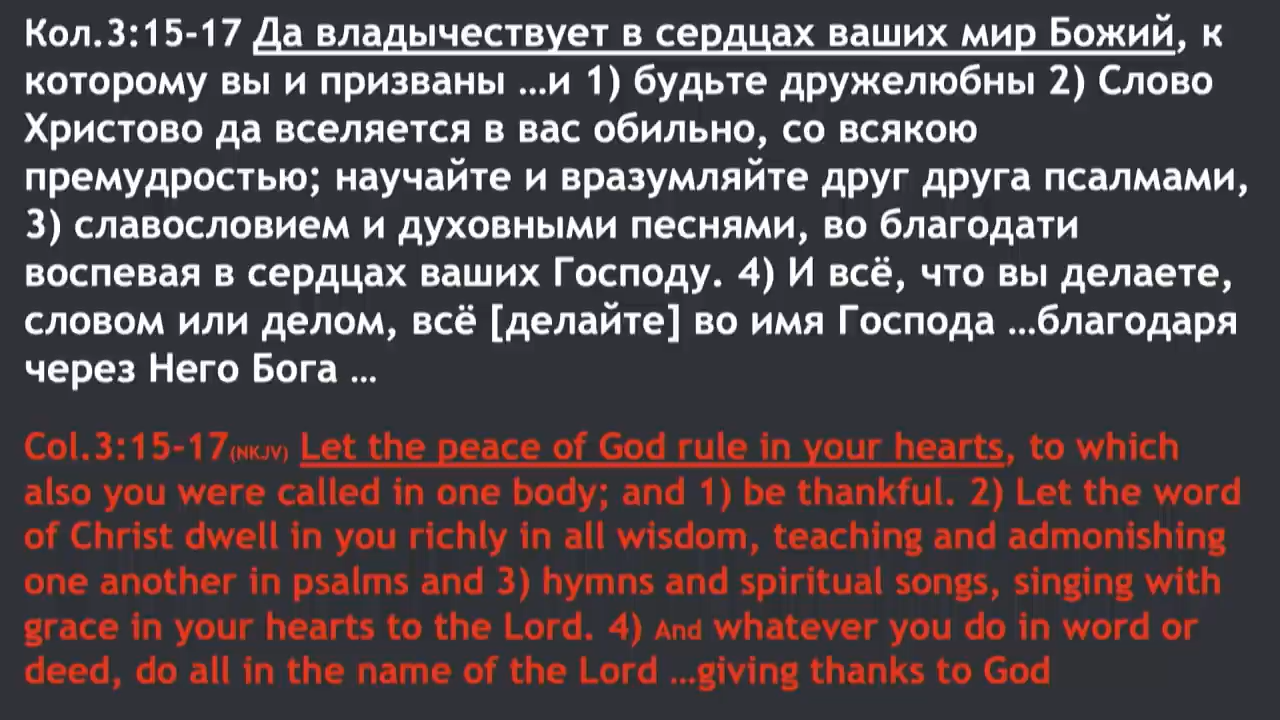 Кол.3:15-17 Да владычествует в сердцах ваших мир Божий, к
которому вы и призваны …и 1) будьте дружелюбны 2) Слово
Христово да вселяется в вас обильно, со всякою
премудростью; научайте и вразумляйте друг друга псалмами,
3) славословием и духовными песнями, во благодати
воспевая в сердцах ваших Господу. 4) И всё, что вы делаете,
словом или делом, всё [делайте] во имя Господа …благодаря
через Него Бога …
Col.3:15-17(NKJV) Let the peace of God rule in your hearts, to which
also you were called in one body; and 1) be thankful. 2) Let the word
of Christ dwell in you richly in all wisdom, teaching and admonishing
one another in psalms and 3) hymns and spiritual songs, singing with
grace in your hearts to the Lord. 4) And whatever you do in word or
deed, do all in the name of the Lord …giving thanks to God